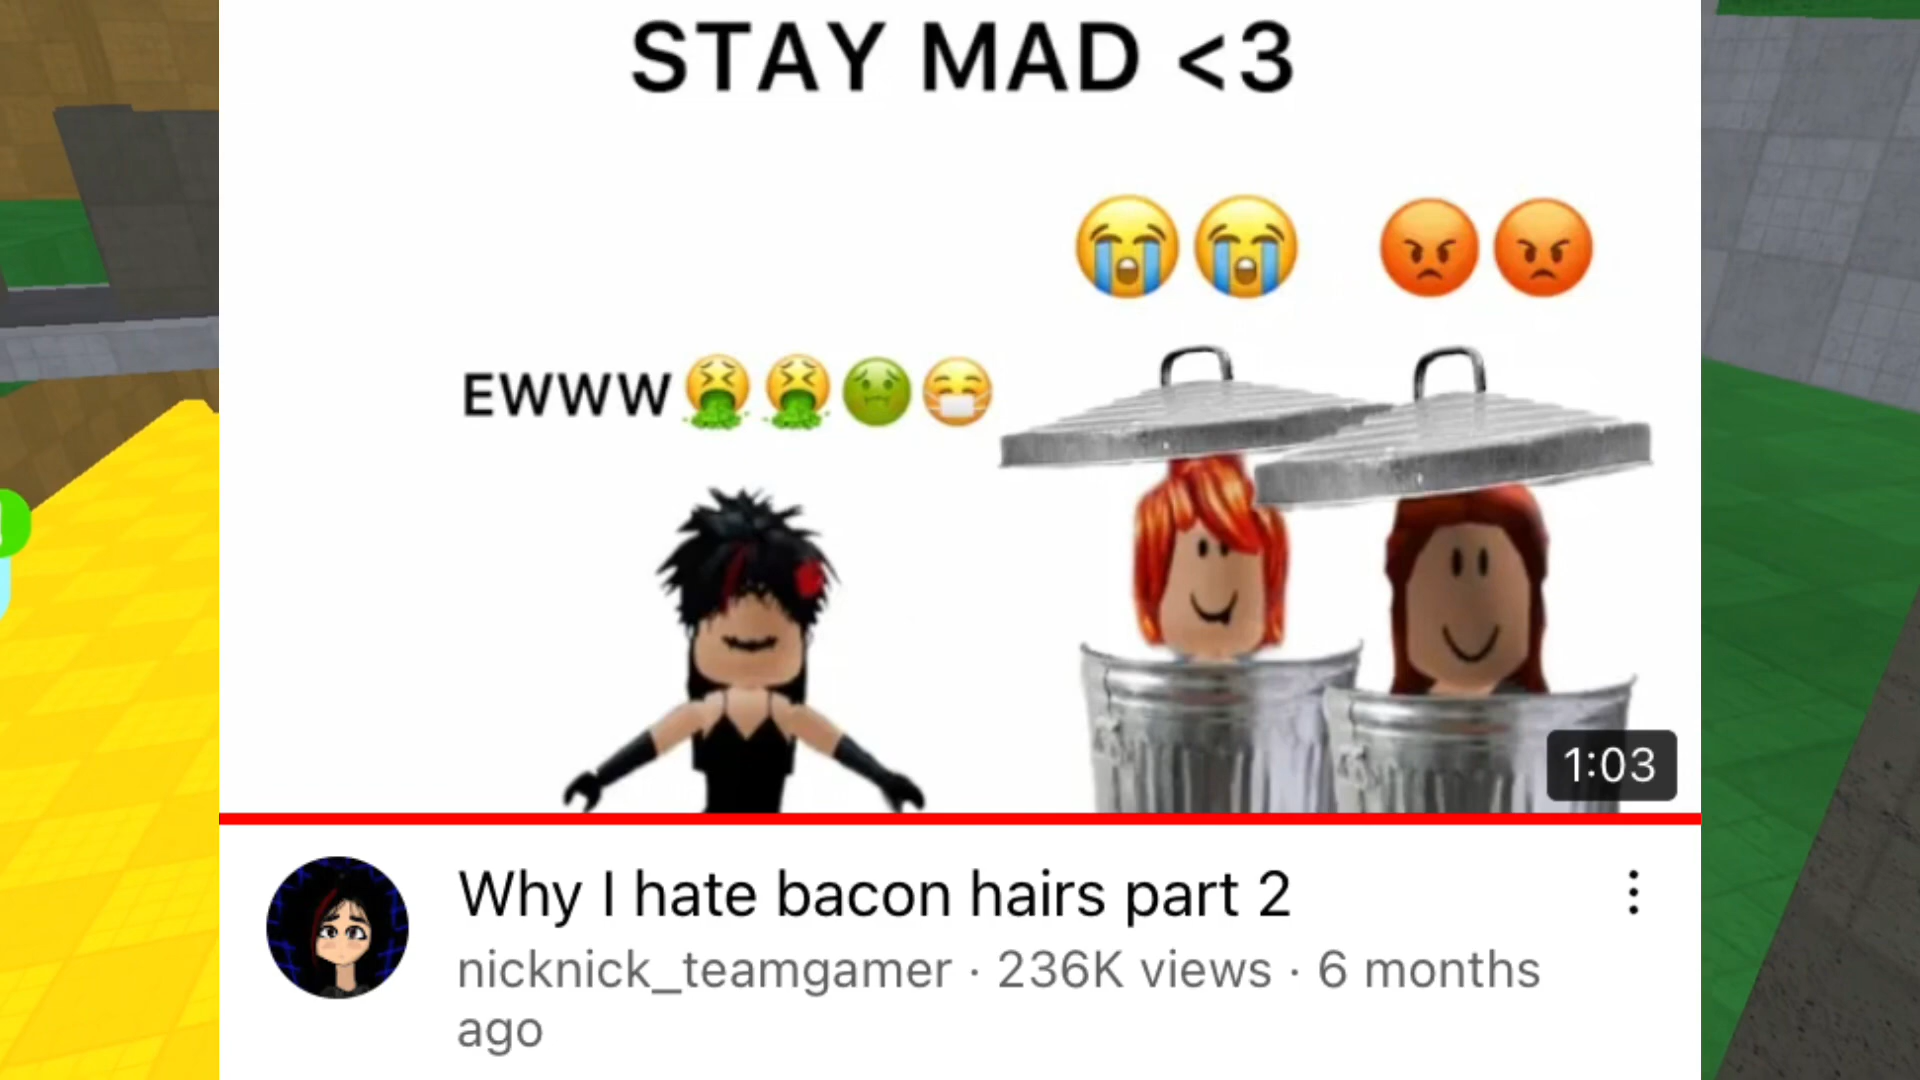 STAY MAD <3
EWWW🤮🤮🤢😷
😭😭 😡😡
1:03
Why I hate bacon hairs part 2
nicknick_teamgamer · 236K views · 6 months
ago